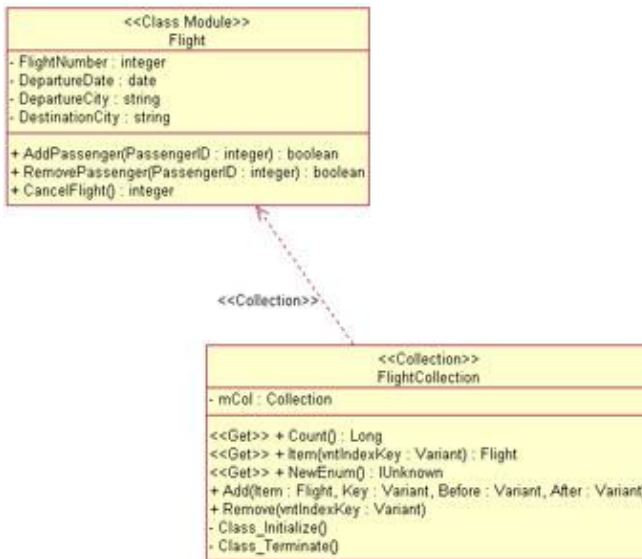 <<Class Module>>
Flight
- FlightNumber : integer
- DepartureDate : date
- DepartureCity : string
- DestinationCity : string
+ AddPassenger(PassengerID : integer) : boolean
+ RemovePassenger(PassengerID : integer) : boolean
+ CancelFlight() : integer
<<Collection>>
<<Collection>>
FlightCollection
- mCol : Collection
<<Get>> + Count() : Long
<<Get>> + Item(vntIndexKey : Variant) : Flight
<<Get>> + NewEnum() : IUnknown
+ Add(Item : Flight, Key : Variant, Before : Variant, After : Variant
+ Remove(vntIndexKey : Variant)
- Class_Initialize()
- Class_Terminate()